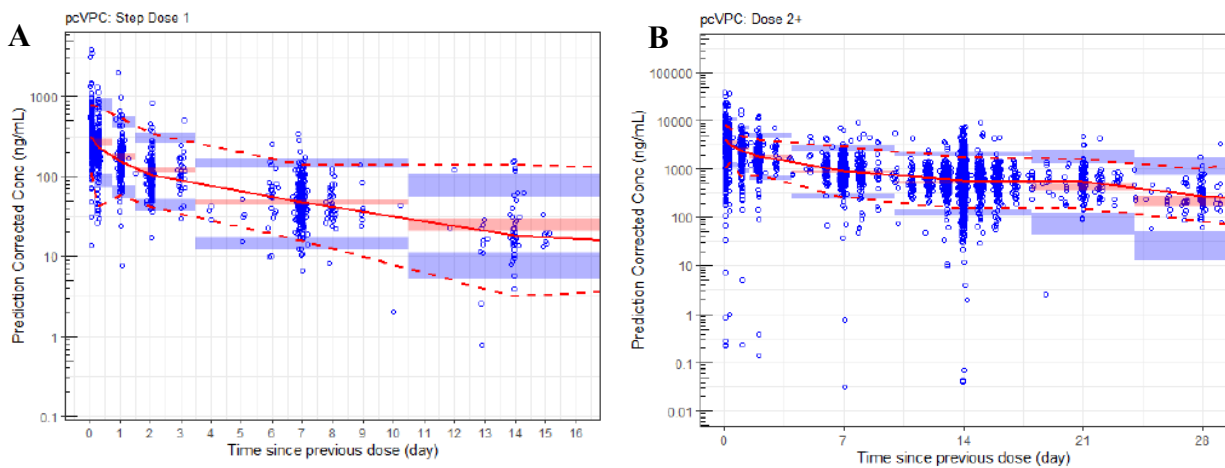 A
pcVPC: Step Dose 1
Prediction Corrected Conc (ng/mL)
1000
100
10
1
0.1
0 1 2 3 4 5 6 7 8 9 10 11 12 13 14 15 16
Time since previous dose (day)
B
pcVPC: Dose 2+
Prediction Corrected Conc (ng/mL)
100000
10000
1000
100
10
1
0.1
0.01
0 7 14 21 28
Time since previous dose (day)